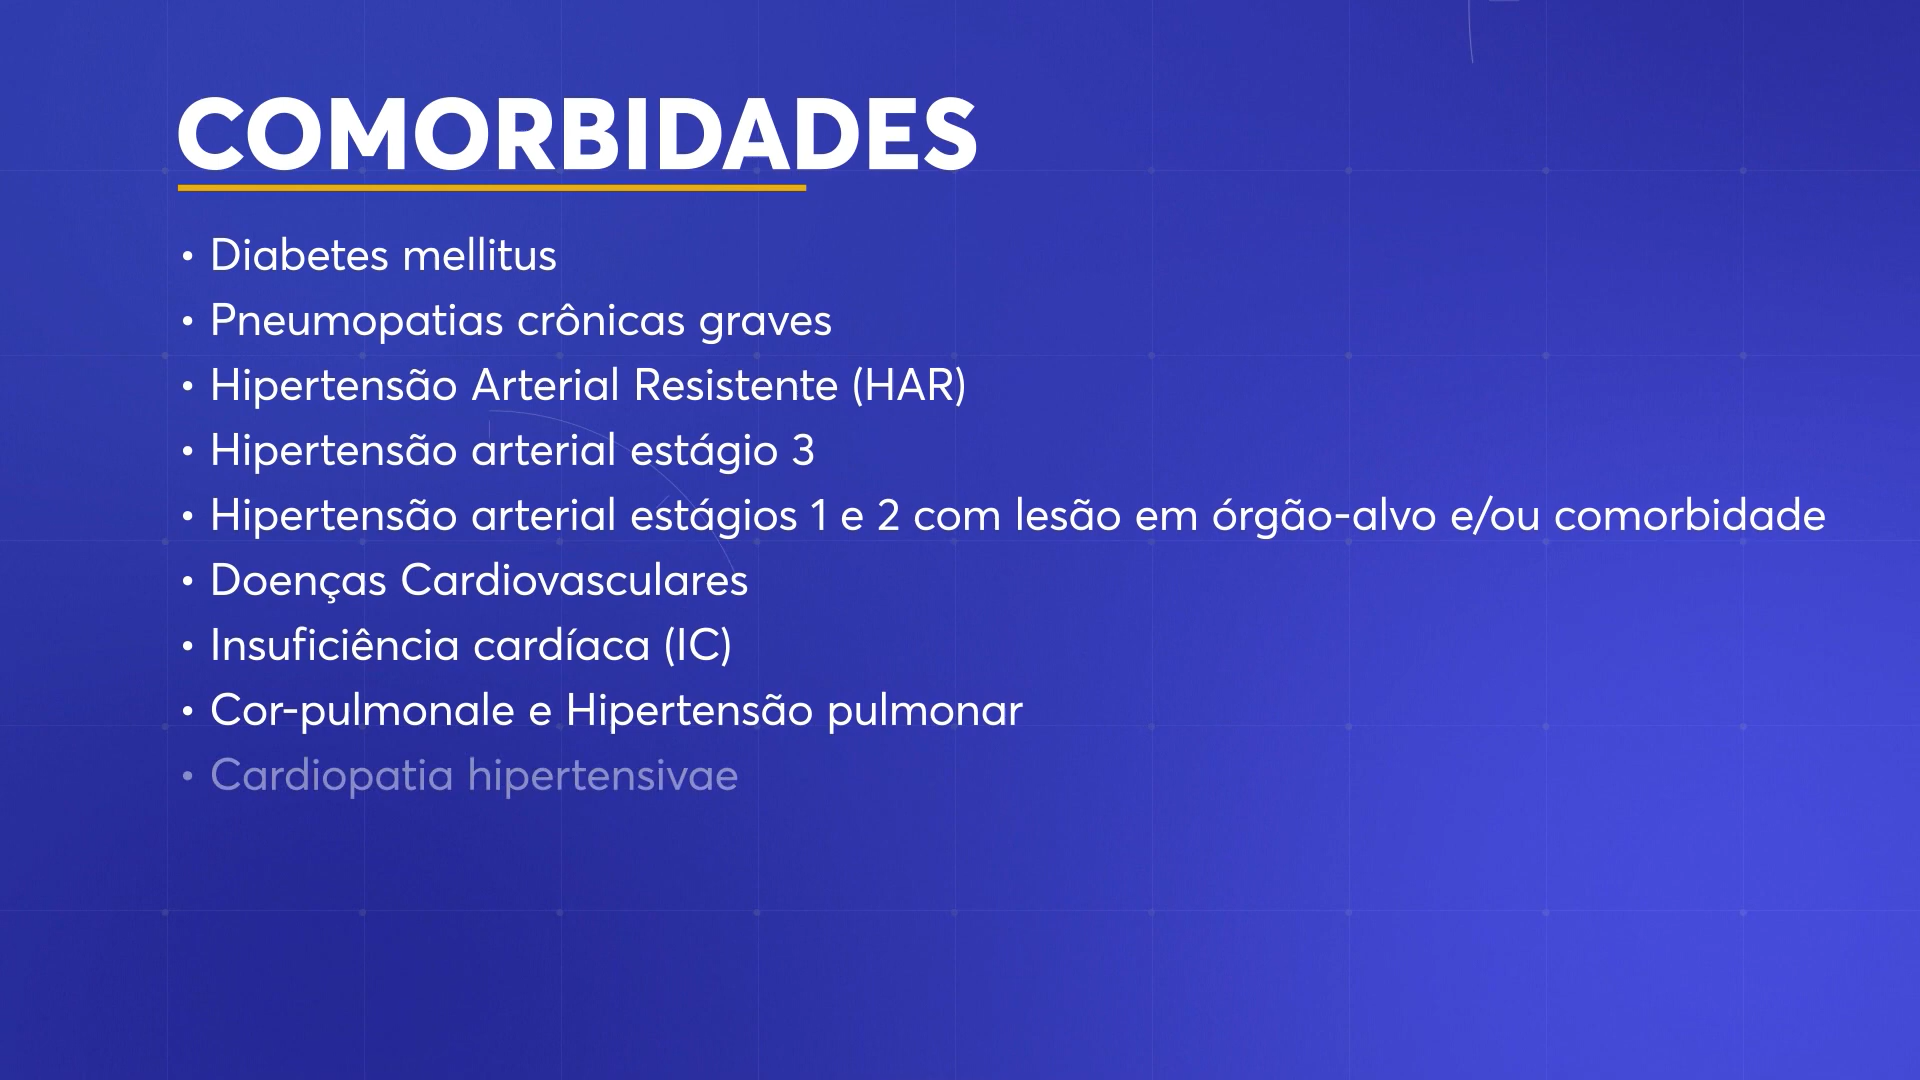 COMORBIDADES
• Diabetes mellitus
• Pneumopatias crônicas graves
• Hipertensão Arterial Resistente (HAR)
• Hipertensão arterial estágio 3
• Hipertensão arterial estágios 1 e 2 com lesão em órgão-alvo e/ou comorbidade
• Doenças Cardiovasculares
• Insuficiência cardíaca (IC)
• Cor-pulmonale e Hipertensão pulmonar
• Cardiopatia hipertensivae